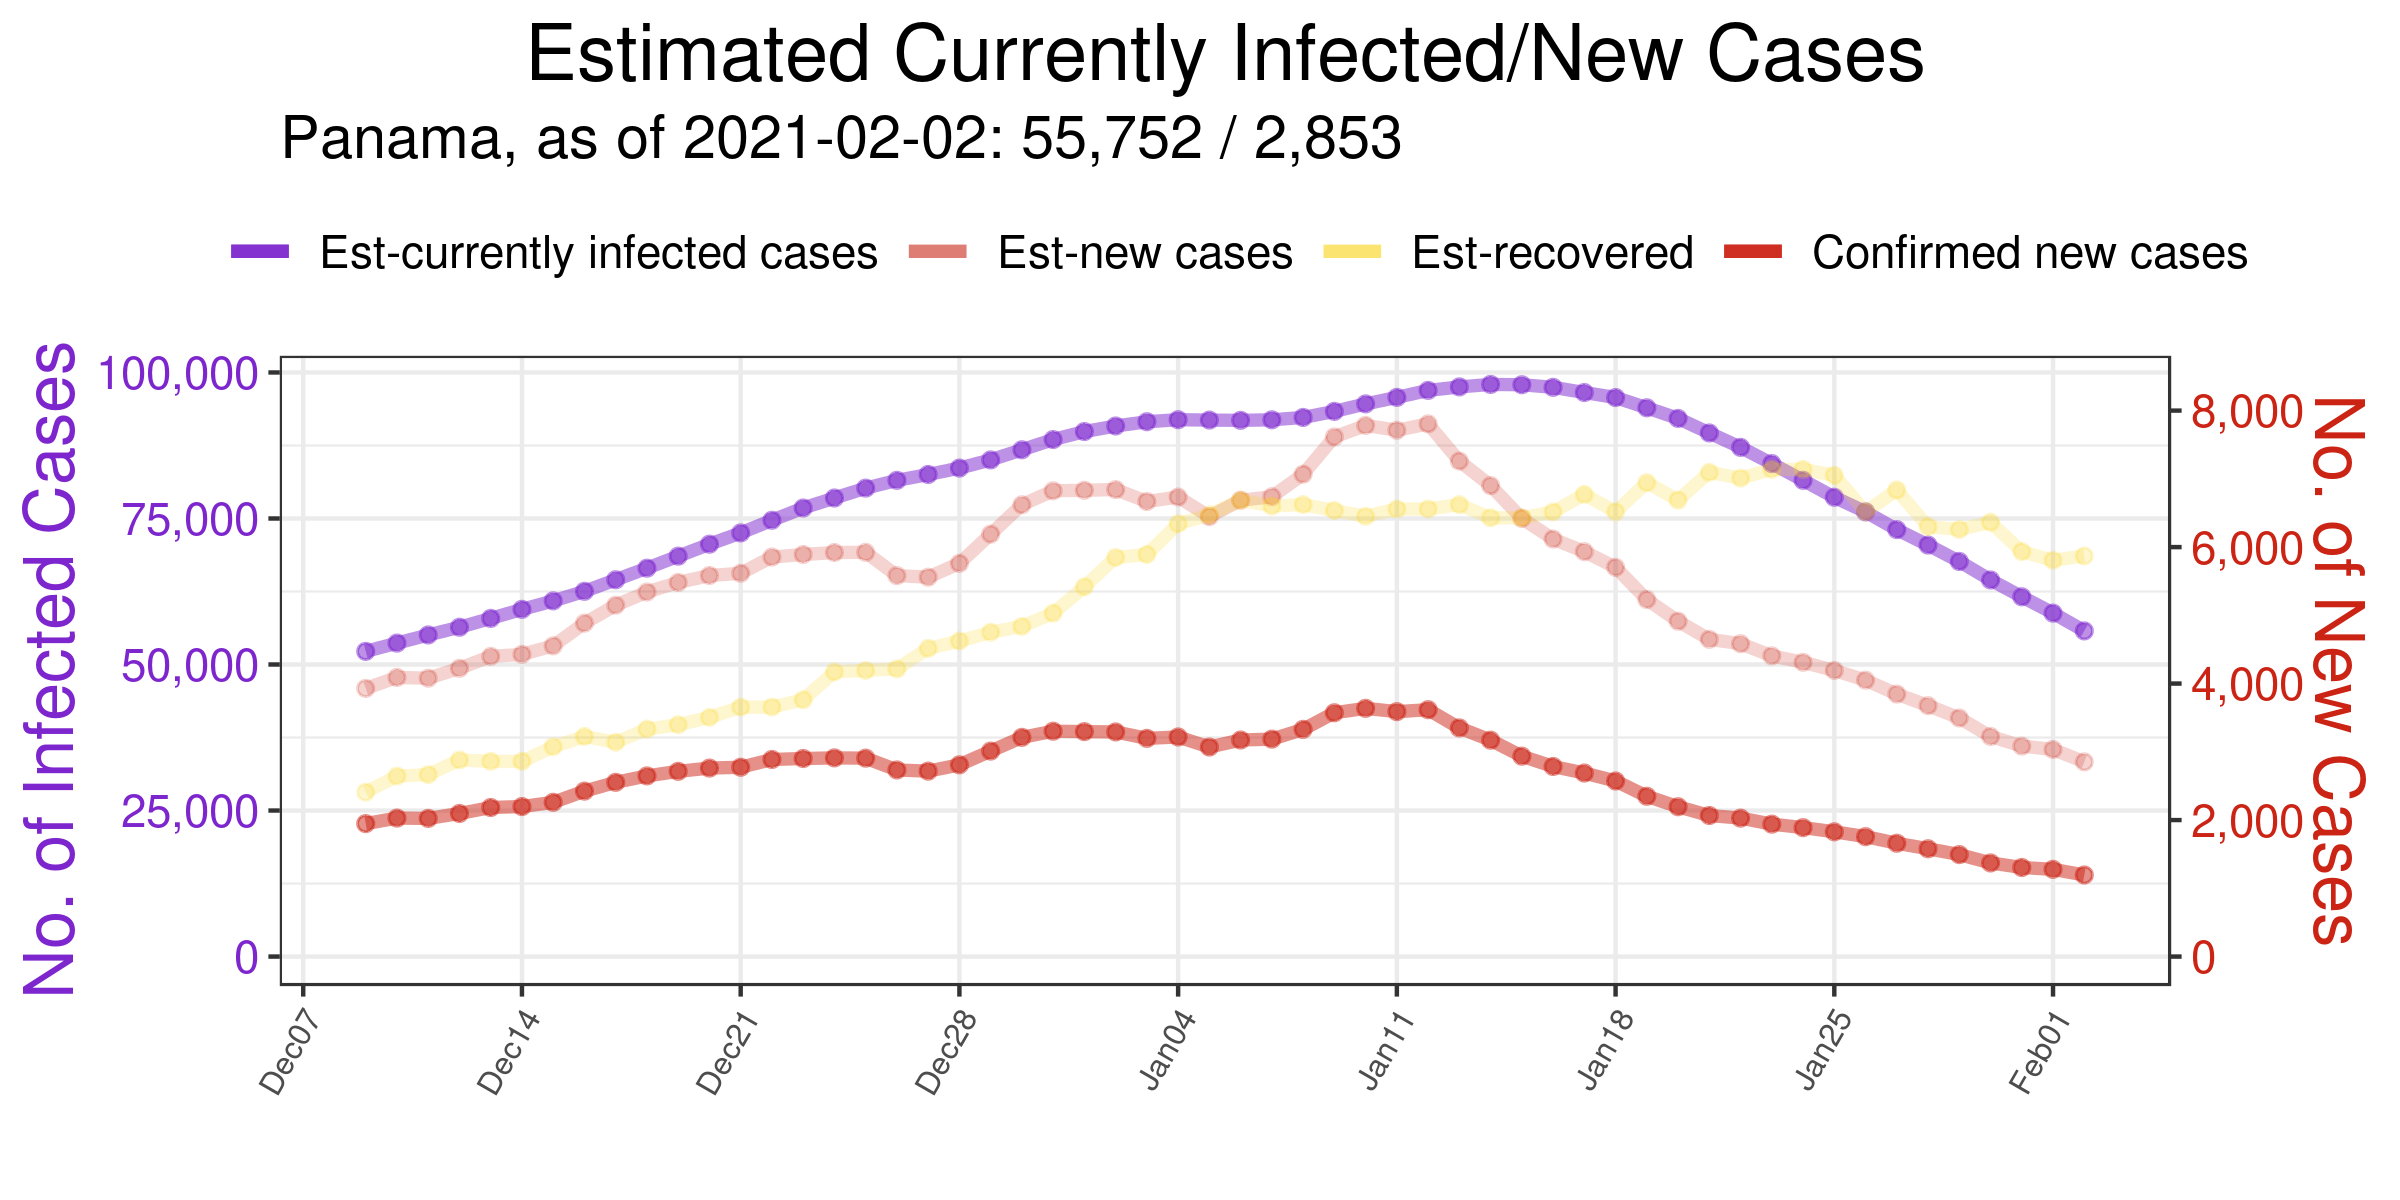 Estimated Currently Infected/New Cases
Panama, as of 2021-02-02: 55,752 / 2,853
Est-currently infected cases Est-new cases Est-recovered Confirmed new cases
No. of Infected Cases
100,000
75,000
50,000
25,000
0
8,000
6,000
4,000
2,000
0
No. of New Cases
Dec07 Dec14 Dec21 Dec28 Jan04 Jan11 Jan18 Jan25 Feb01